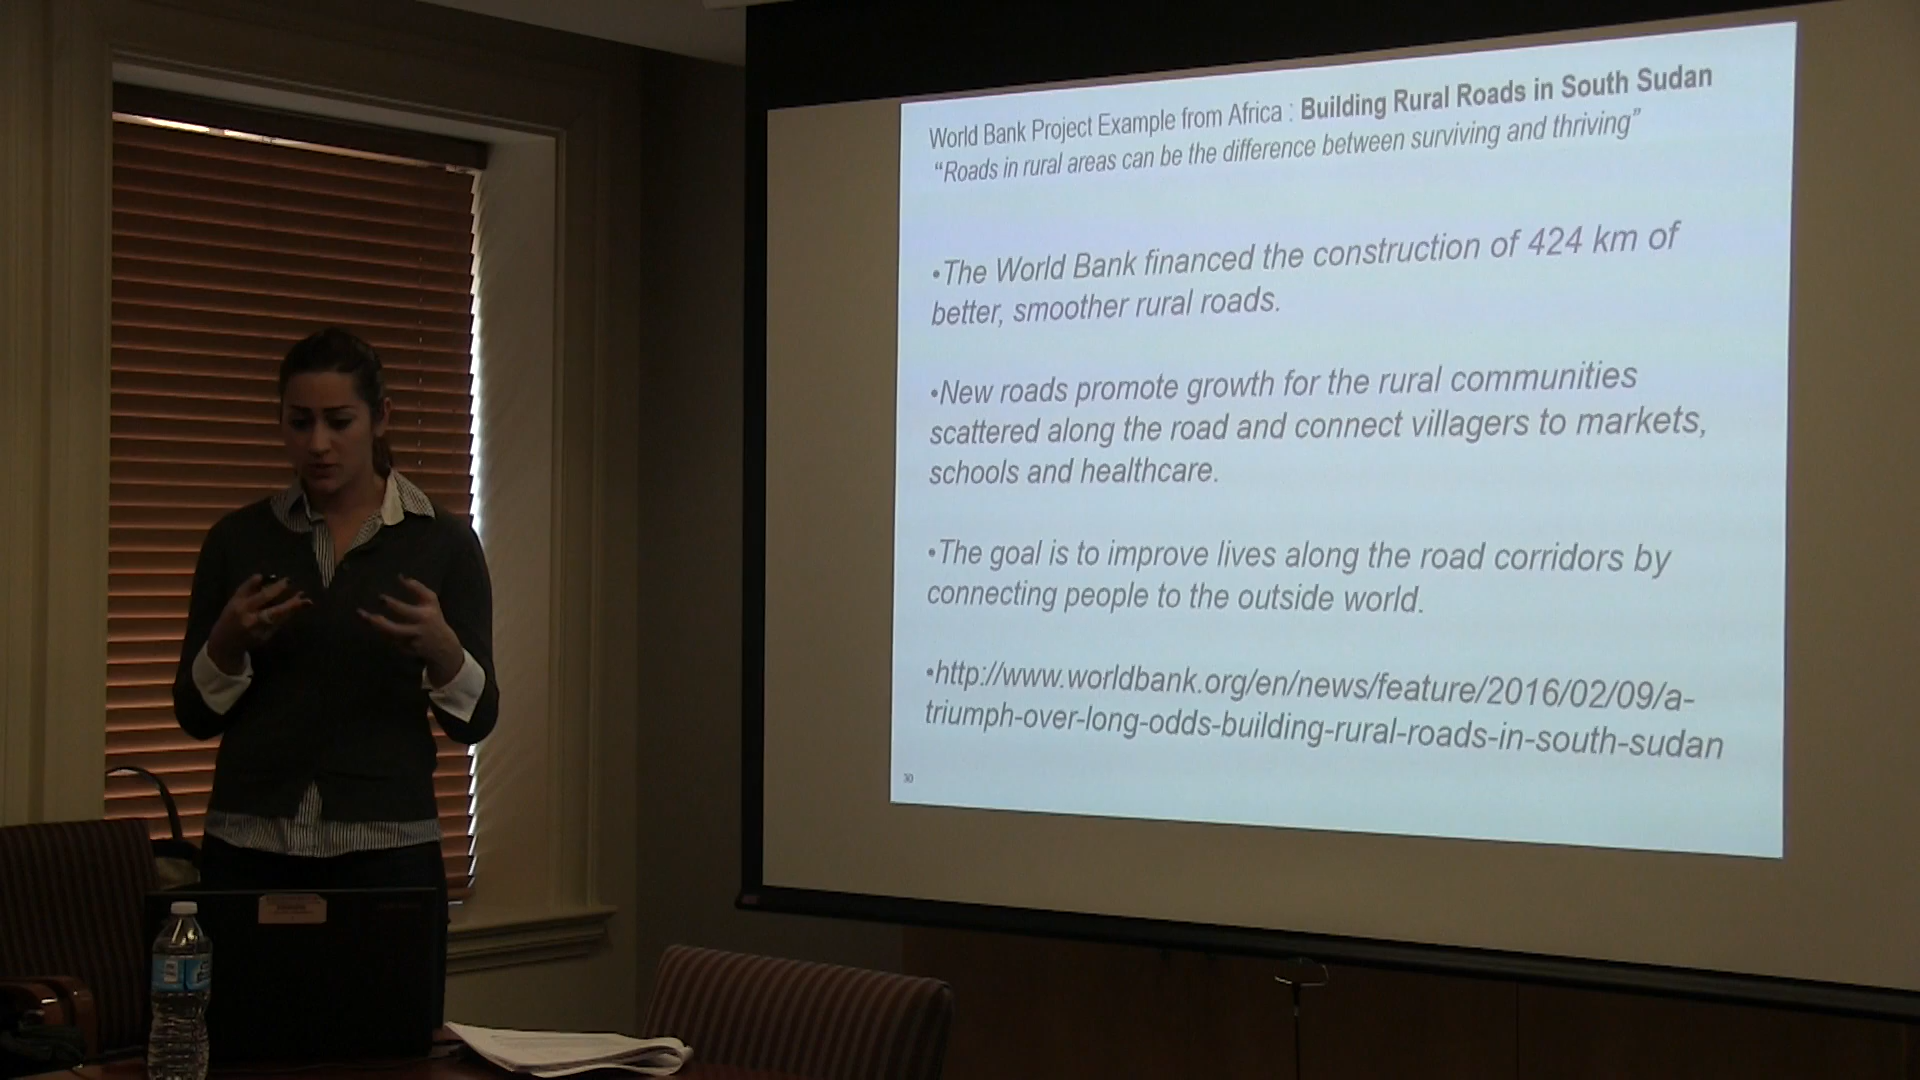 World Bank Project Example from Africa : Building Rural Roads in South Sudan
“Roads in rural areas can be the difference between surviving and thriving”
•The World Bank financed the construction of 424 km of
better, smoother rural roads.
•New roads promote growth for the rural communities
scattered along the road and connect villagers to markets,
schools and healthcare.
•The goal is to improve lives along the road corridors by
connecting people to the outside world.
•http://www.worldbank.org/en/news/feature/2016/02/09/a-
triumph-over-long-odds-building-rural-roads-in-south-sudan
30